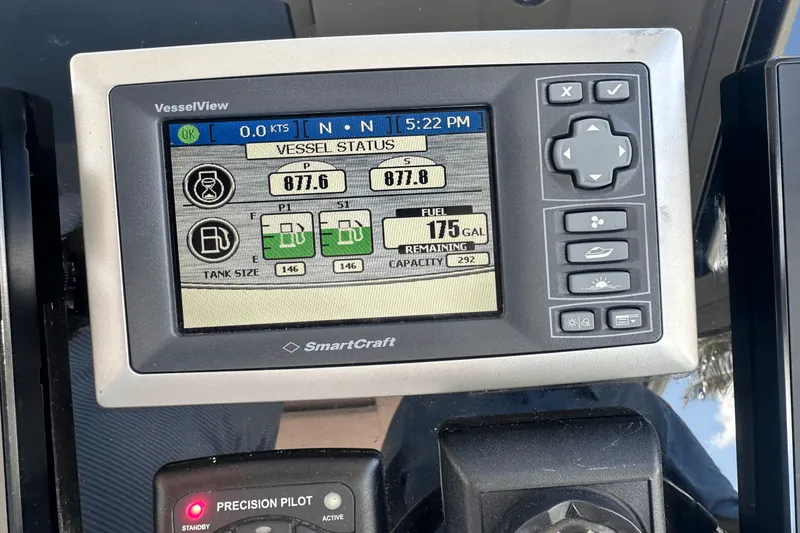 VesselView
OK [ 0.0 KTS ] [ N • N ] [ 5:22 PM
VESSEL STATUS
P S
877.6 877.8
P1 S1
F
E
FUEL
175 GAL
REMAINING
TANK SIZE 146 146 CAPACITY 292
SmartCraft
X
PRECISION PILOT
STANDBY ACTIVE